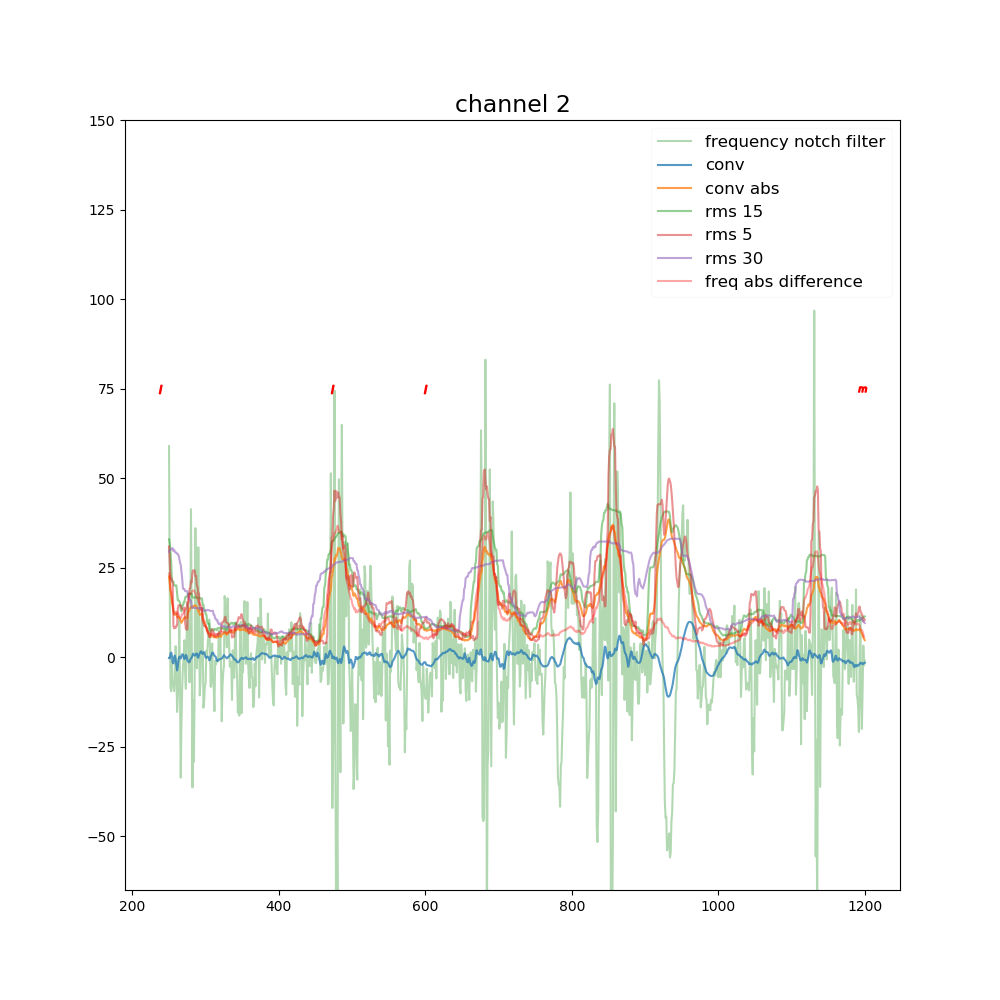 channel 2
150
125
100
75
50
25
0
−25
−50
200
400
600
800
1000
1200
frequency notch filter
conv
conv abs
rms 15
rms 5
rms 30
freq abs difference
l
l
l
m